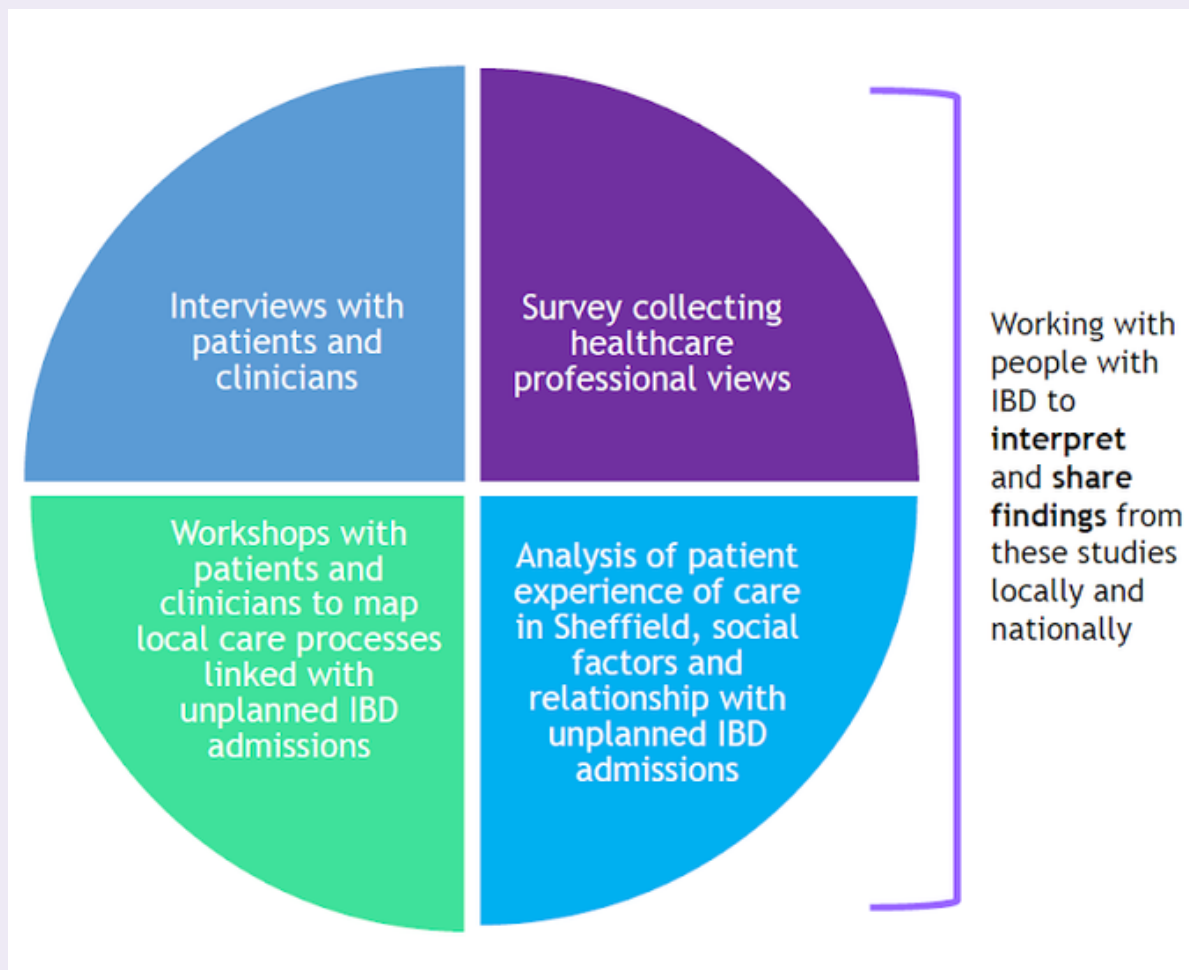 Interviews with
patients and
clinicians
Survey collecting
healthcare
professional views
Workshops with
patients and
clinicians to map
local care processes
linked with
unplanned IBD
admissions
Analysis of patient
experience of care
in Sheffield, social
factors and
relationship with
unplanned IBD
admissions
Working with
people with
IBD to
interpret
and share
findings from
these studies
locally and
nationally